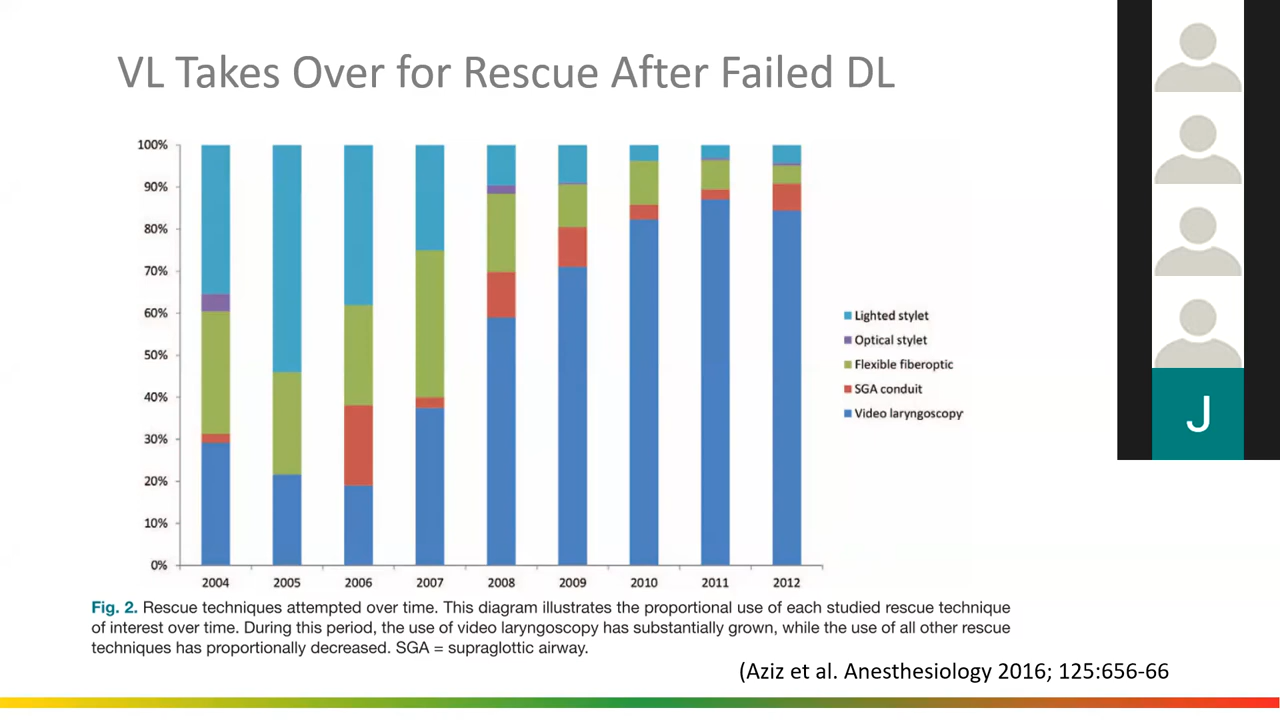 VL Takes Over for Rescue After Failed DL
100%
90%
80%
70%
60%
50%
40%
30%
20%
10%
0%
2004 2005 2006 2007 2008 2009 2010 2011 2012
Lighted stylet
Optical stylet
Flexible fiberoptic
SGA conduit
Video laryngoscopy
Fig. 2. Rescue techniques attempted over time. This diagram illustrates the proportional use of each studied rescue technique
of interest over time. During this period, the use of video laryngoscopy has substantially grown, while the use of all other rescue
techniques has proportionally decreased. SGA = supraglottic airway.
(Aziz et al. Anesthesiology 2016; 125:656-66
J